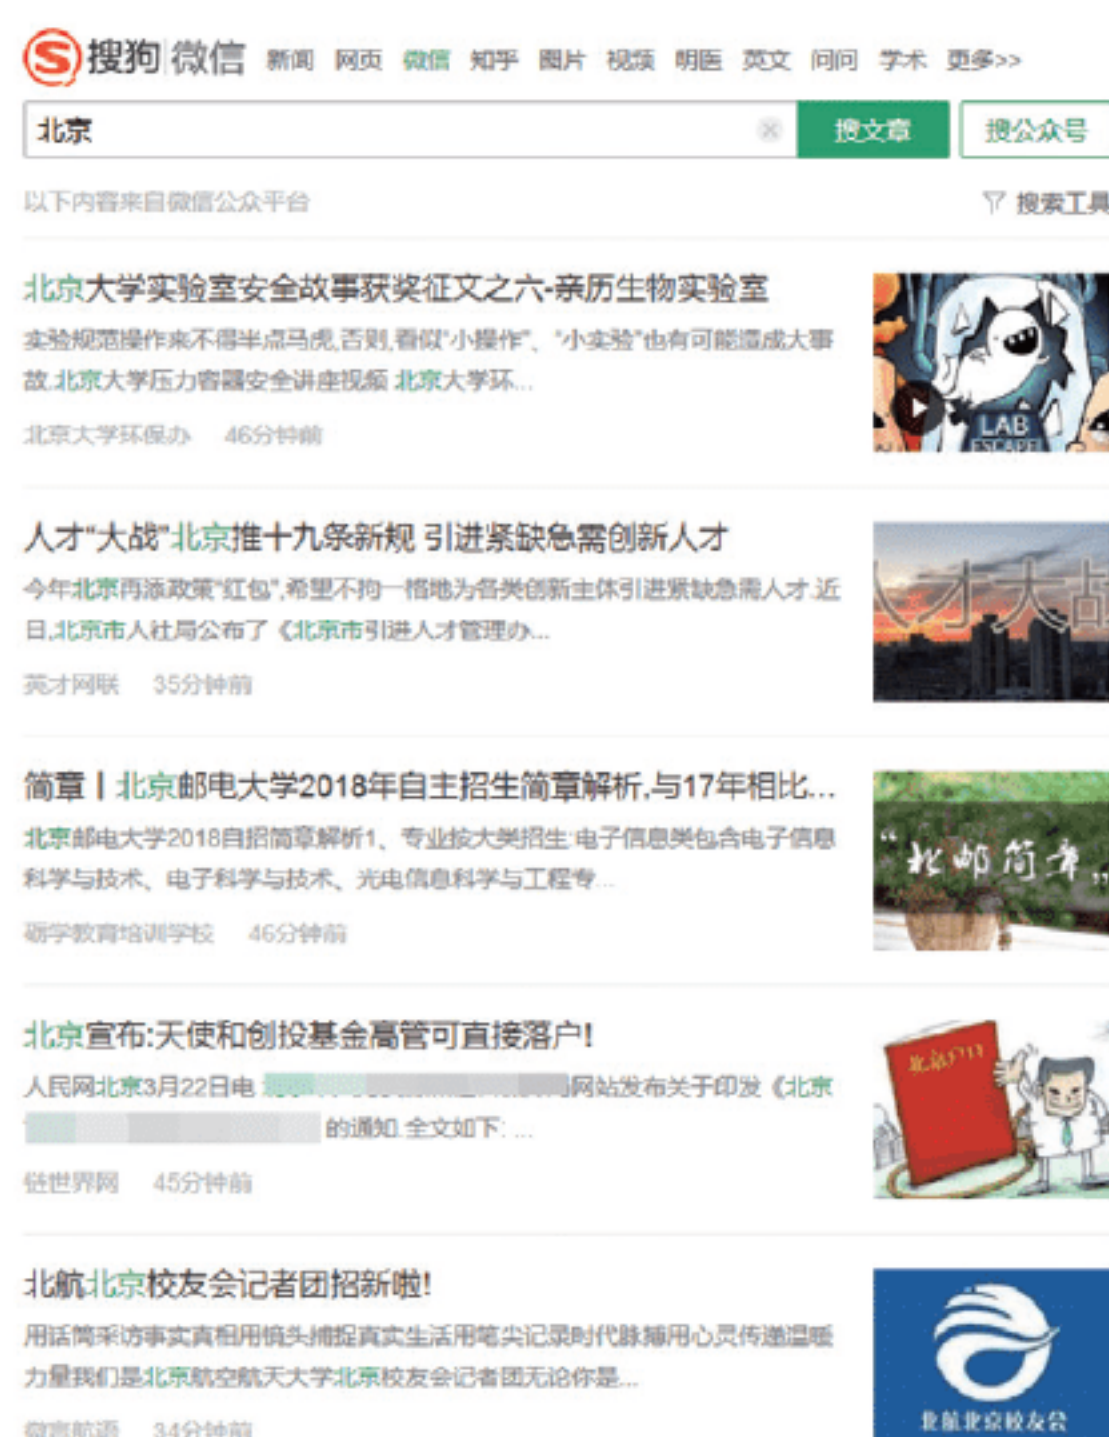 搜狗 微信 新闻 网页 微信 知乎 图片 视频 明医 英文 问问 学术 更多>>
北京 搜文章 搜公众号
以下内容来自微信公众平台 搜索工具
北京大学实验室安全故事获奖征文之六-亲历生物实验室
实验规范操作来不得半点马虎,否则,看似“小操作”、“小实验”也有可能造成大事
故.北京大学压力容器安全讲座视频 北京大学环...
北京大学环保办 46分钟前
LAB
ESCAPE
人才“大战”北京推十九条新规 引进紧缺急需创新人才
今年北京再添政策“红包”,希望不拘一格地为各类创新主体引进紧缺急需人才.近
日,北京市人社局公布了《北京市引进人才管理办...
英才网联 35分钟前
人才大战
简章丨北京邮电大学2018年自主招生简章解析,与17年相比...
北京邮电大学2018自招简章解析1、专业按大类招生:电子信息类包含电子信息
科学与技术、电子科学与技术、光电信息科学与工程专...
砺学教育培训学校 46分钟前
“北邮简章”
北京宣布:天使和创投基金高管可直接落户!
人民网北京3月22日电 网站发布关于印发《北京
的通知.全文如下: ...
链世界网 45分钟前
北京户口
北航北京校友会记者团招新啦!
用话筒采访事实真相用镜头捕捉真实生活用笔尖记录时代脉搏用心灵传递温暖
力量我们是北京航空航天大学北京校友会记者团无论你是...
微言航语 34分钟前
北航北京校友会